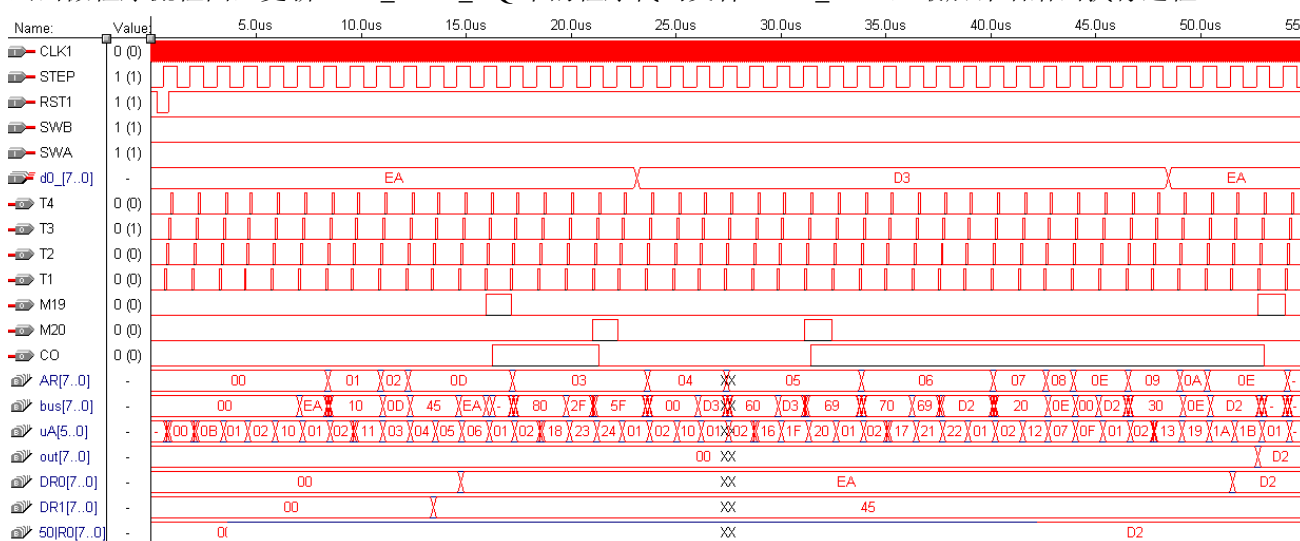 Name:
Value:
5.0us 10.0us 15.0us 20.0us 25.0us 30.0us 35.0us 40.0us 45.0us 50.0us 55
CLK1 0 (0)
STEP 1 (1)
RST1 1 (1)
SWB 1 (1)
SWA 1 (1)
d0_[7..0] - EA D3 EA
T4 0 (0)
T3 0 (1)
T2 0 (0)
T1 0 (0)
M19 0 (0)
M20 0 (0)
CO 0 (0)
AR[7..0] - 00 01 02 0D 03 04 XX 05 06 07 08 0E 09 0A 0E -
bus[7..0] - 00 EA 10 0D 45 EA - 80 2F 5F 00 D3 60 D3 69 70 69 D2 20 0E 00 D2 30 0E D2 - -
uA[5..0] - - 00 0B 01 02 10 01 02 11 03 04 05 06 01 02 18 23 24 01 02 10 01 XX 02 16 1F 20 01 02 17 21 22 01 02 12 07 0F 01 02 13 19 1A 1B 01 -
out[7..0] - 00 XX D2
DR0[7..0] - 00 XX EA D2
DR1[7..0] - 00 XX 45
50|R0[7..0] - XX D2